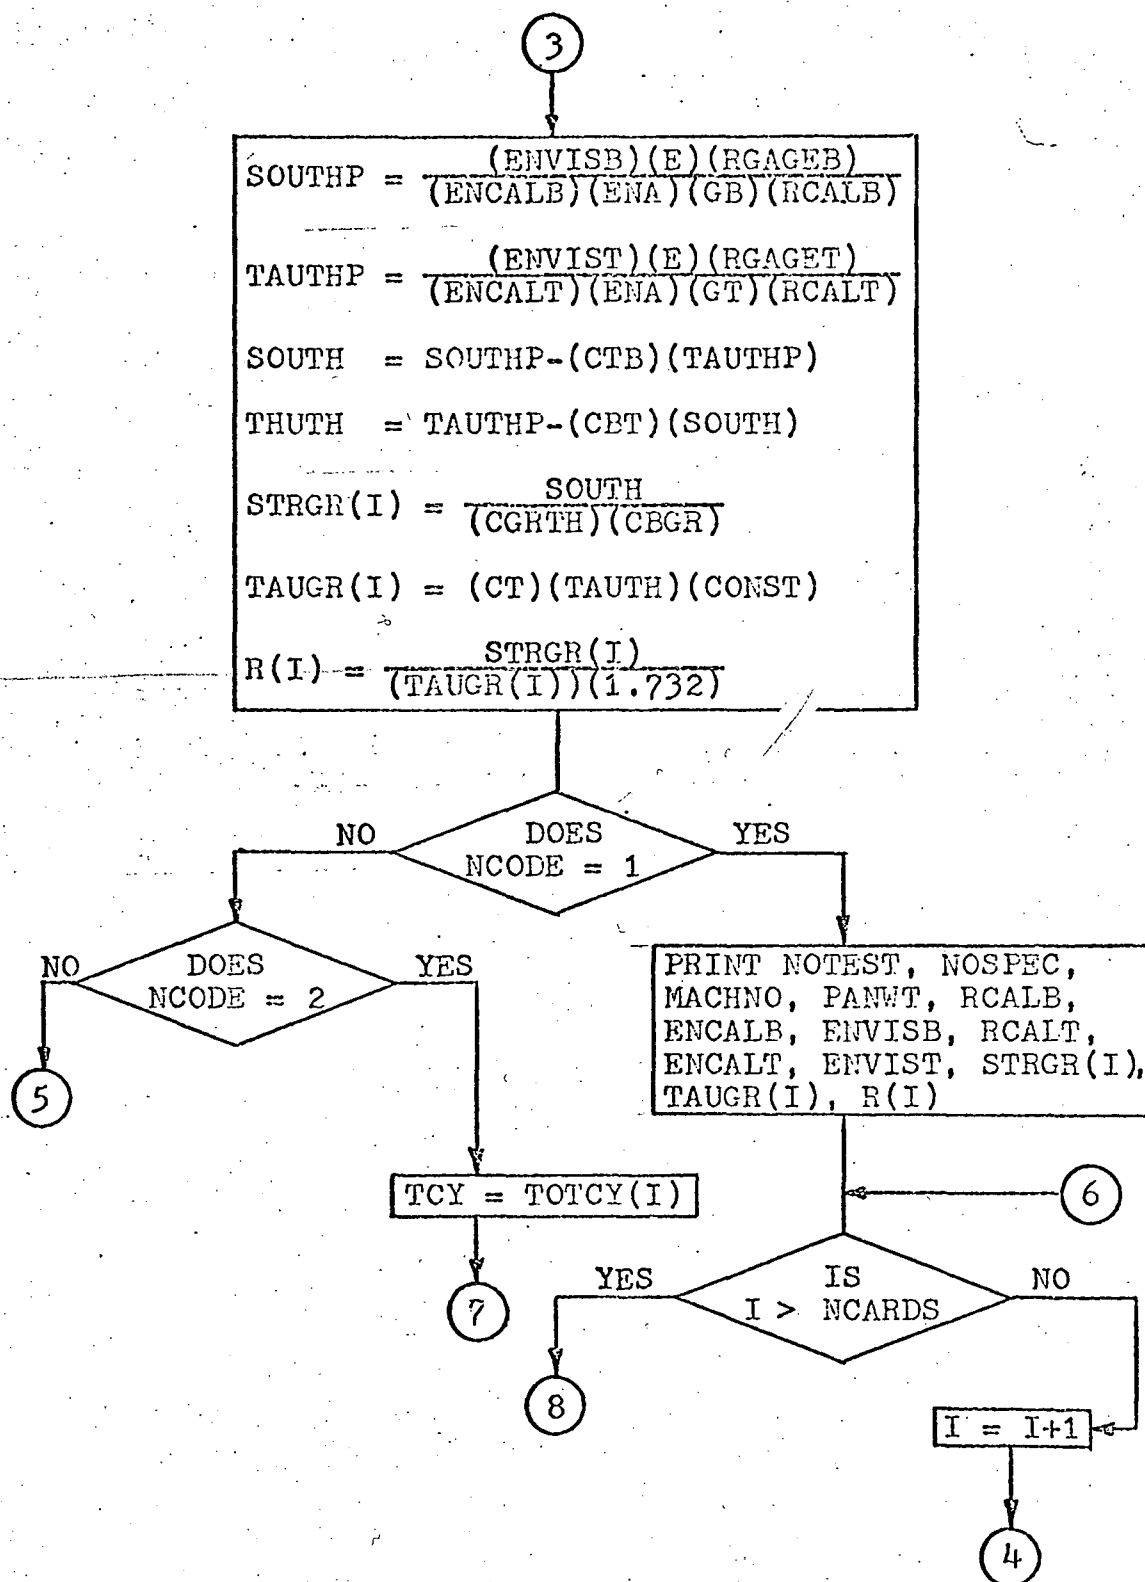 3
SOUTHP = (ENVISB)(E)(RGAGEB)
(ENCALB)(ENA)(GB)(RCALB)
TAUTHP = (ENVIST)(E)(RGAGET)
(ENCALT)(ENA)(GT)(RCALT)
SOUTH = SOUTHP-(CTB)(TAUTHP)
THUTH = TAUTHP-(CBT)(SOUTH)
STRGR(I) = SOUTH
(CGRTH)(CBGR)
TAUGR(I) = (CT)(TAUTH)(CONST)
R(I) = STRGR(I)
(TAUGR(I))(1.732)
NO
DOES
NCODE = 1
YES
NO
DOES
NCODE = 2
YES
PRINT NOTEST, NOSPEC,
MACHNO, PANWT, RCALB,
ENCALB, ENVISB, RCALT,
ENCALT, ENVIST, STRGR(I),
TAUGR(I), R(I)
5
TCY = TOTCY(I)
6
7
YES
IS
I > NCARDS
NO
8
I = I+1
4